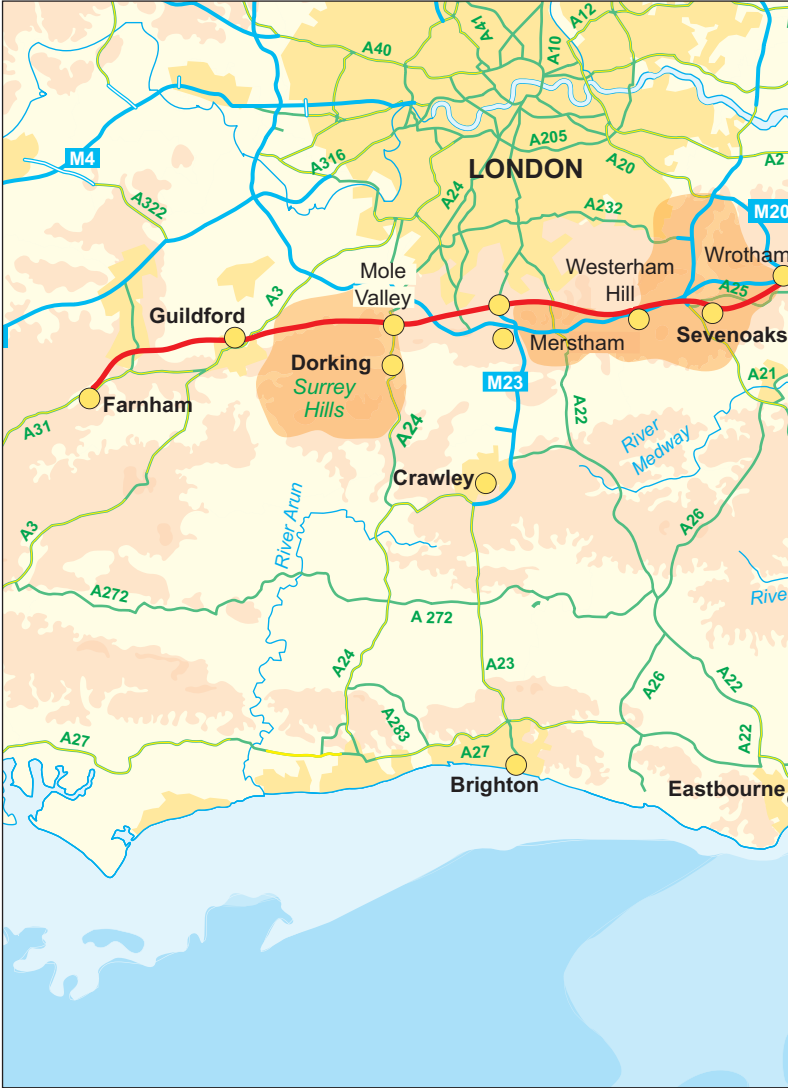 A41
A10
A12
A40
A205
M4
A316
LONDON
A20
A2
A24
A322
A232
M20
Mole
Valley
Westerham
Hill
Wrotham
A3
A25
Guildford
Merstham
Sevenoaks
Dorking
Surrey
Hills
M23
A21
Farnham
A22
A31
A24
River
Medway
Crawley
River Arun
A26
A3
A272
A 272
River
A24
A23
A26
A22
A283
A27
A27
A22
Brighton
Eastbourne